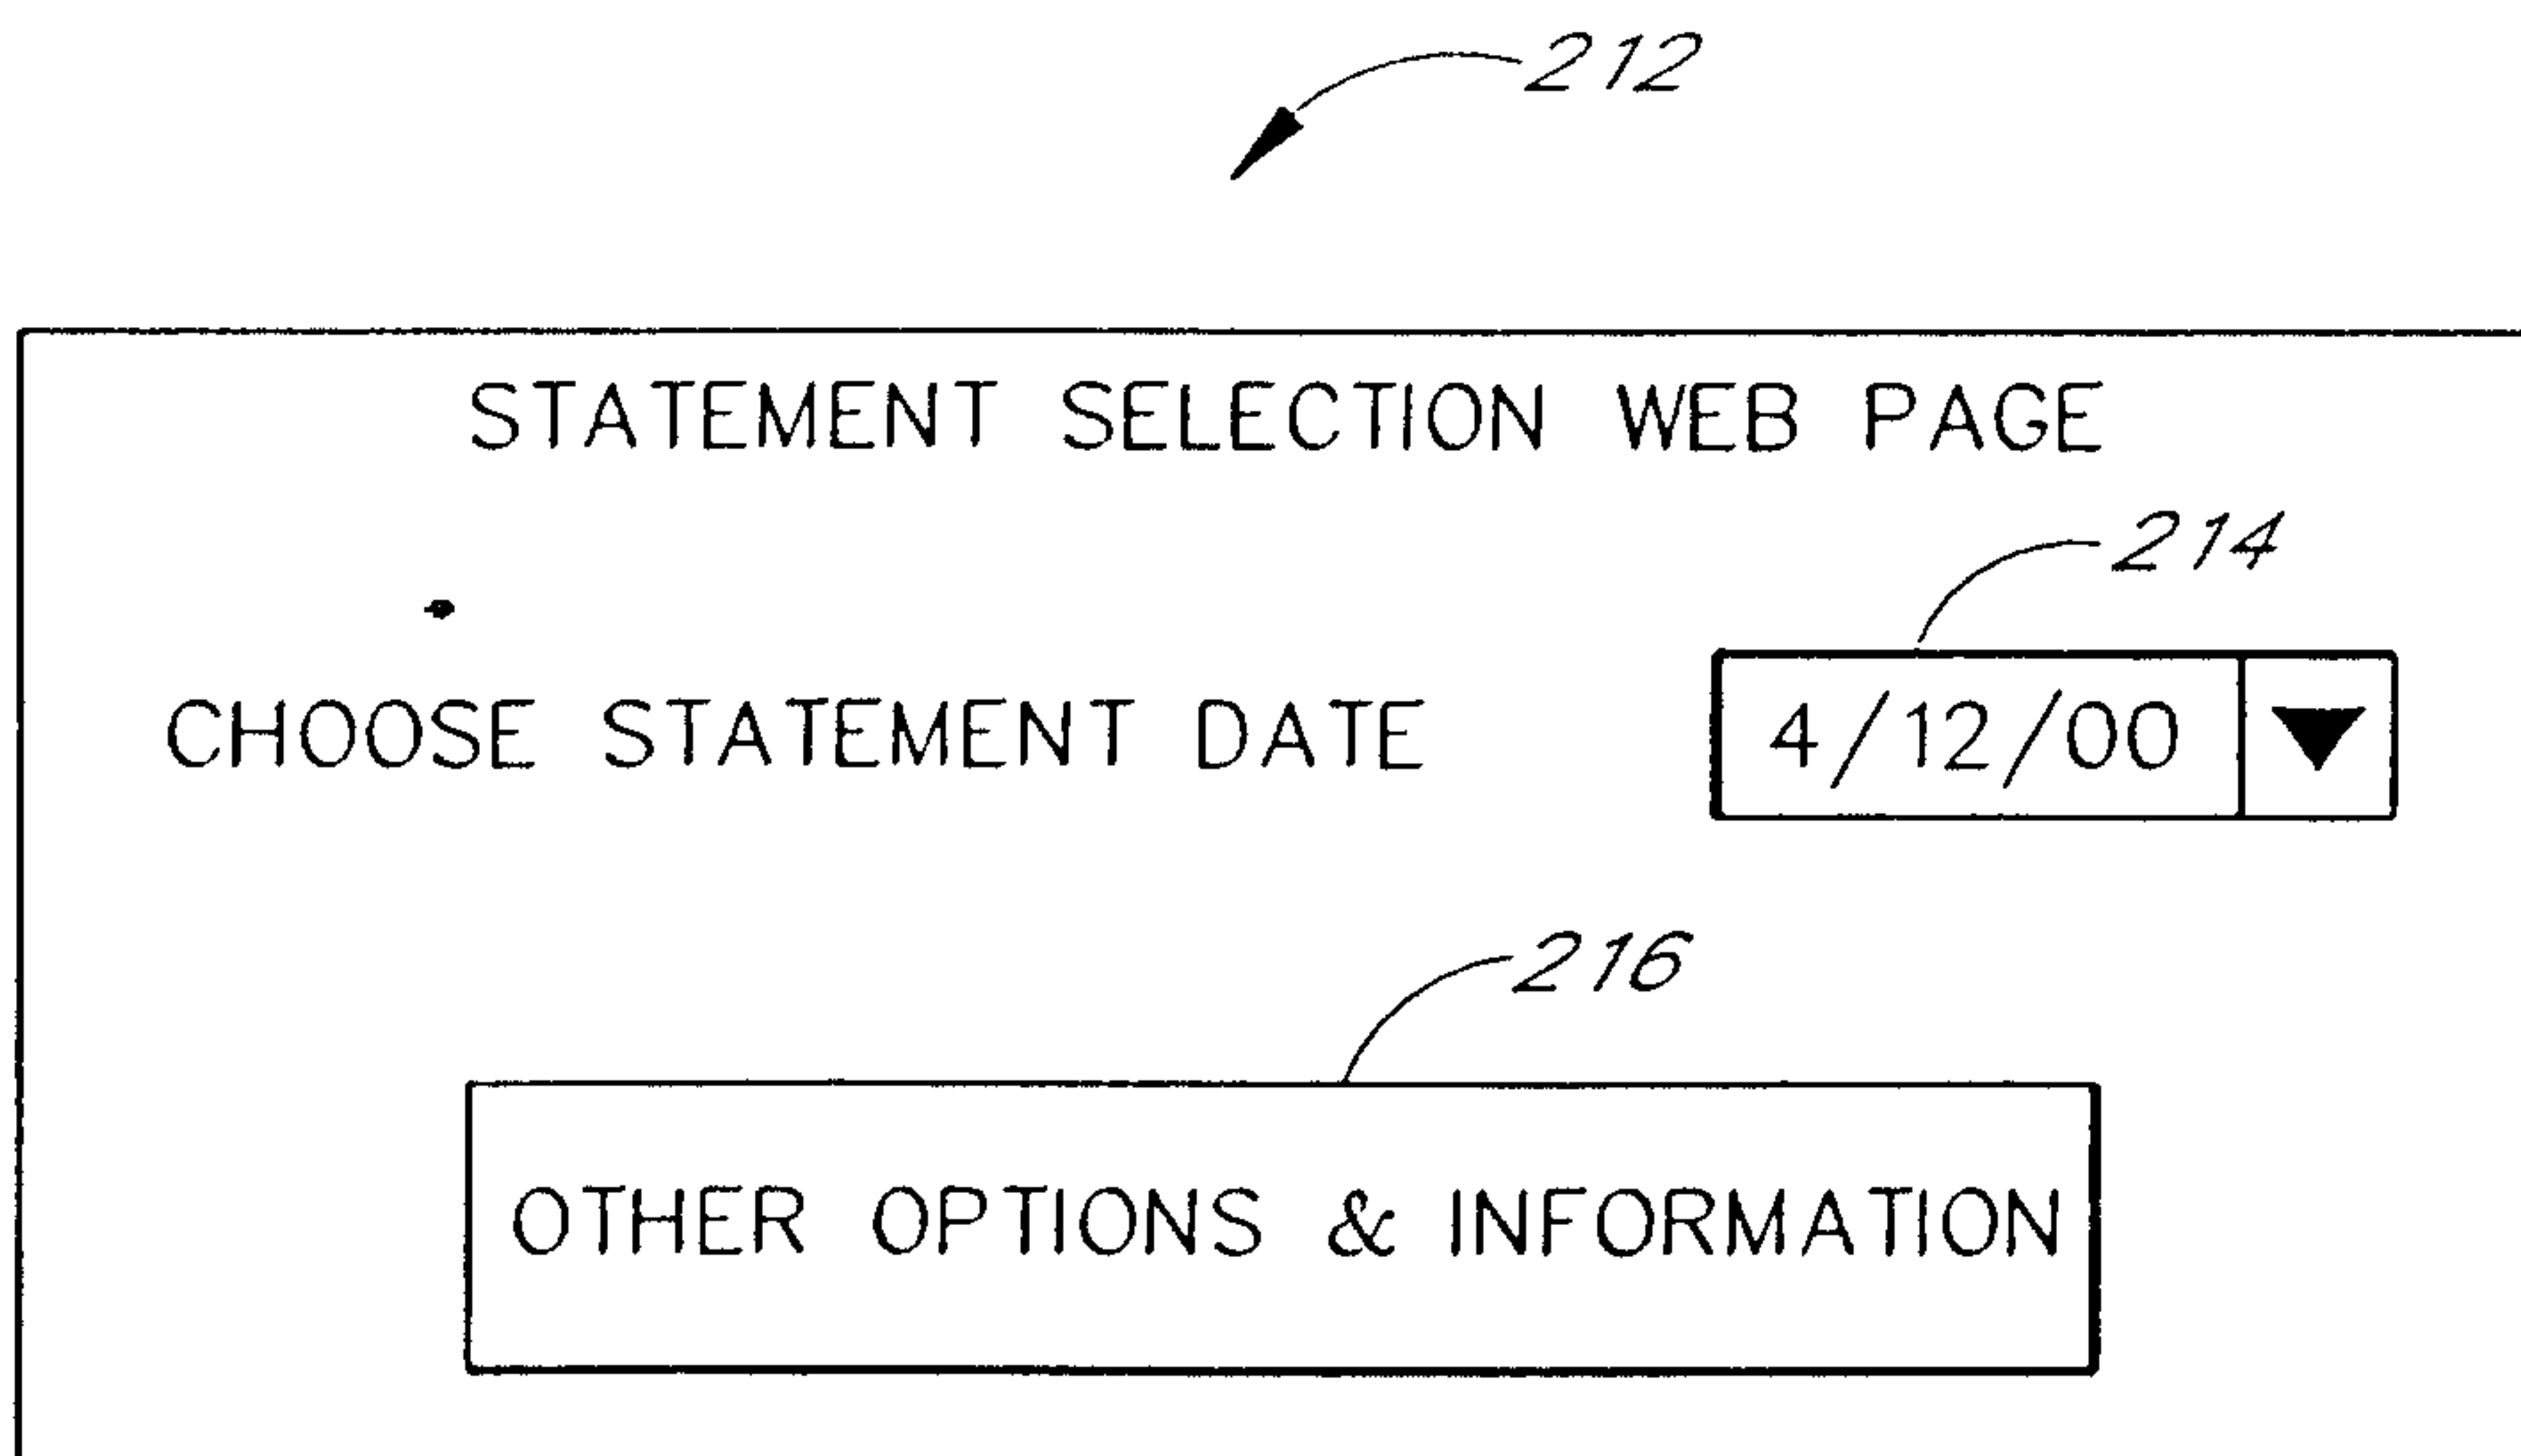 212
STATEMENT SELECTION WEB PAGE
214
CHOOSE STATEMENT DATE 4/12/00
216
OTHER OPTIONS & INFORMATION